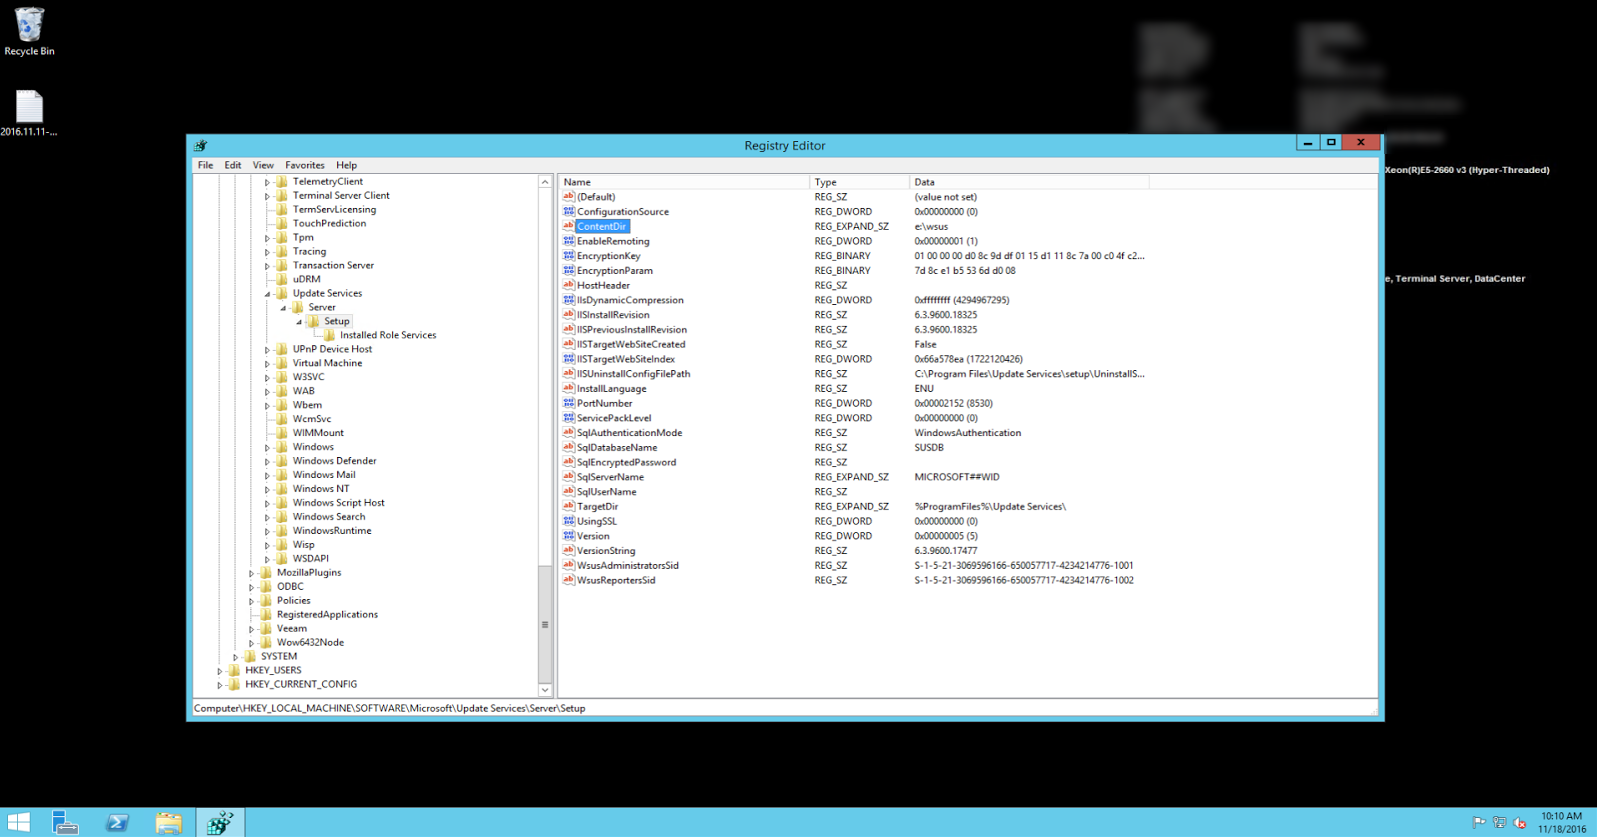 Recycle Bin
2016.11.11-...
Xeon(R)E5-2660 v3 (Hyper-Threaded)
e, Terminal Server, DataCenter
Registry Editor
File Edit View Favorites Help
TelemetryClient
Terminal Server Client
TermServLicensing
TouchPrediction
Tpm
Tracing
Transaction Server
uDRM
Update Services
Server
Setup
Installed Role Services
UPnP Device Host
Virtual Machine
W3SVC
WAB
Wbem
WcmSvc
WIMMount
Windows
Windows Defender
Windows Mail
Windows NT
Windows Script Host
Windows Search
WindowsRuntime
Wisp
WSDAPI
MozillaPlugins
ODBC
Policies
RegisteredApplications
Veeam
Wow6432Node
SYSTEM
HKEY_USERS
HKEY_CURRENT_CONFIG
Name Type Data
(Default) REG_SZ (value not set)
ConfigurationSource REG_DWORD 0x00000000 (0)
ContentDir REG_EXPAND_SZ e:\wsus
EnableRemoting REG_DWORD 0x00000001 (1)
EncryptionKey REG_BINARY 01 00 00 00 d0 8c 9d df 01 15 d1 11 8c 7a 00 c0 4f c2...
EncryptionParam REG_BINARY 7d 8c e1 b5 53 6d d0 08
HostHeader REG_SZ
IIsDynamicCompression REG_DWORD 0xffffffff (4294967295)
IISInstallRevision REG_SZ 6.3.9600.18325
IISPreviousInstallRevision REG_SZ 6.3.9600.18325
IISTargetWebSiteCreated REG_SZ False
IISTargetWebSiteIndex REG_DWORD 0x66a578ea (1722120426)
IISUninstallConfigFilePath REG_SZ C:\Program Files\Update Services\setup\UninstallS...
InstallLanguage REG_SZ ENU
PortNumber REG_DWORD 0x00002152 (8530)
ServicePackLevel REG_DWORD 0x00000000 (0)
SqlAuthenticationMode REG_SZ WindowsAuthentication
SqlDatabaseName REG_SZ SUSDB
SqlEncryptedPassword REG_SZ
SqlServerName REG_EXPAND_SZ MICROSOFT##WID
SqlUserName REG_SZ
TargetDir REG_EXPAND_SZ %ProgramFiles%\Update Services\
UsingSSL REG_DWORD 0x00000000 (0)
Version REG_DWORD 0x00000005 (5)
VersionString REG_SZ 6.3.9600.17477
WsusAdministratorsSid REG_SZ S-1-5-21-3069596166-650057717-4234214776-1001
WsusReportersSid REG_SZ S-1-5-21-3069596166-650057717-4234214776-1002
Computer\HKEY_LOCAL_MACHINE\SOFTWARE\Microsoft\Update Services\Server\Setup
10:10 AM
11/18/2016